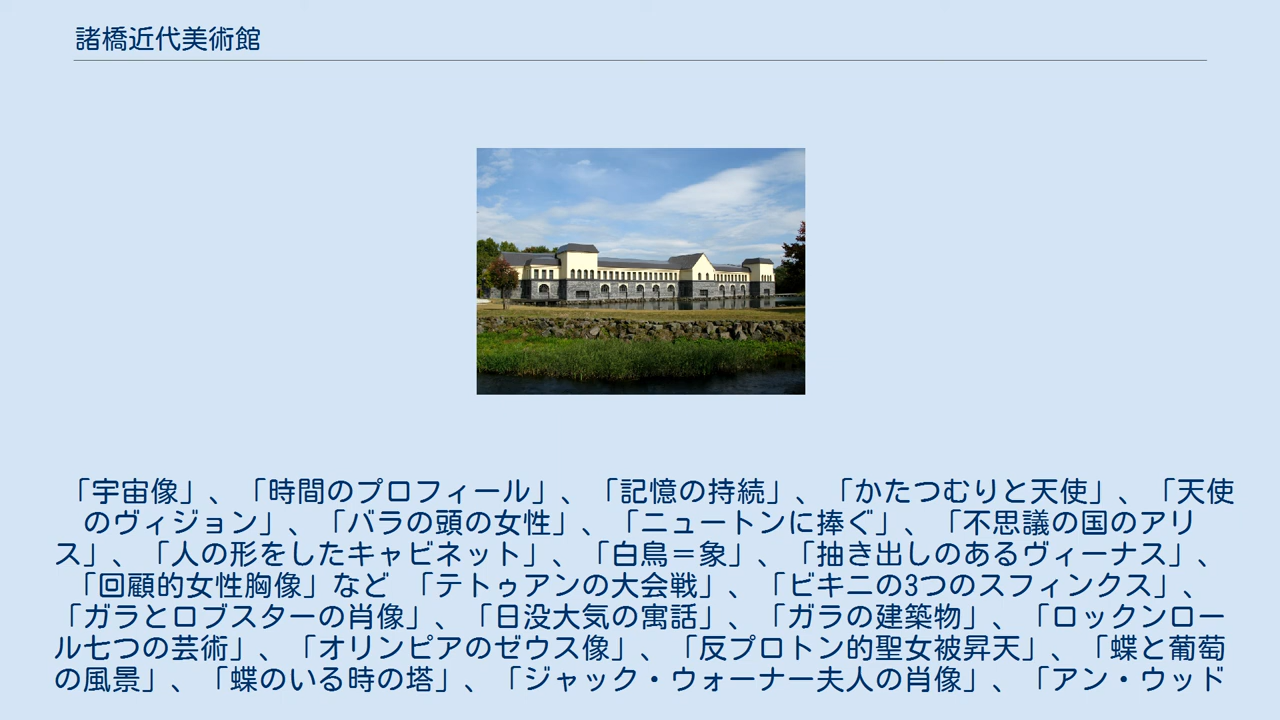 諸橋近代美術館
「宇宙像」、「時間のプロフィール」、「記憶の持続」、「かたつむりと天使」、「天使
のヴィジョン」、「バラの頭の女性」、「ニュートンに捧ぐ」、「不思議の国のアリ
ス」、「人の形をしたキャビネット」、「白鳥＝象」、「抽き出しのあるヴィーナス」、
「回顧的女性胸像」など 「テトゥアンの大会戦」、「ビキニの3つのスフィンクス」、
「ガラとロブスターの肖像」、「日没大気の寓話」、「ガラの建築物」、「ロックンロー
ル七つの芸術」、「オリンピアのゼウス像」、「反プロトン的聖女被昇天」、「蝶と葡萄
の風景」、「蝶のいる時の塔」、「ジャック・ウォーナー夫人の肖像」、「アン・ウッド